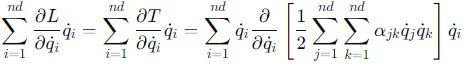 $$\sum_{i=1}^{nd} \frac{\partial L}{\partial \dot{q}_i} \dot{q}_i = \sum_{i=1}^{nd} \frac{\partial T}{\partial \dot{q}_i} \dot{q}_i = \sum_{i=1}^{nd} \dot{q}_i \frac{\partial}{\partial \dot{q}_i} \left[ \frac{1}{2} \sum_{j=1}^{nd} \sum_{k=1}^{nd} \alpha_{jk} \dot{q}_j \dot{q}_k \right] \dot{q}_i$$